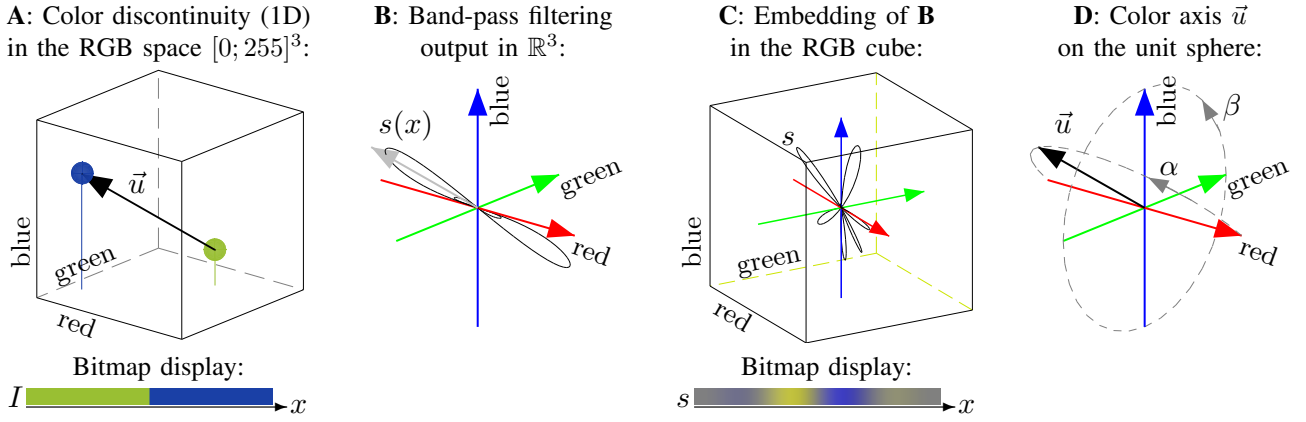 A: Color discontinuity (1D)
in the RGB space [0; 255]³:
blue
green
red
u⃗
Bitmap display:
I
x
B: Band-pass filtering
output in ℝ³:
blue
s(x)
green
red
C: Embedding of B
in the RGB cube:
blue
s
green
red
Bitmap display:
s
x
D: Color axis u⃗
on the unit sphere:
blue
β
u⃗
α
green
red